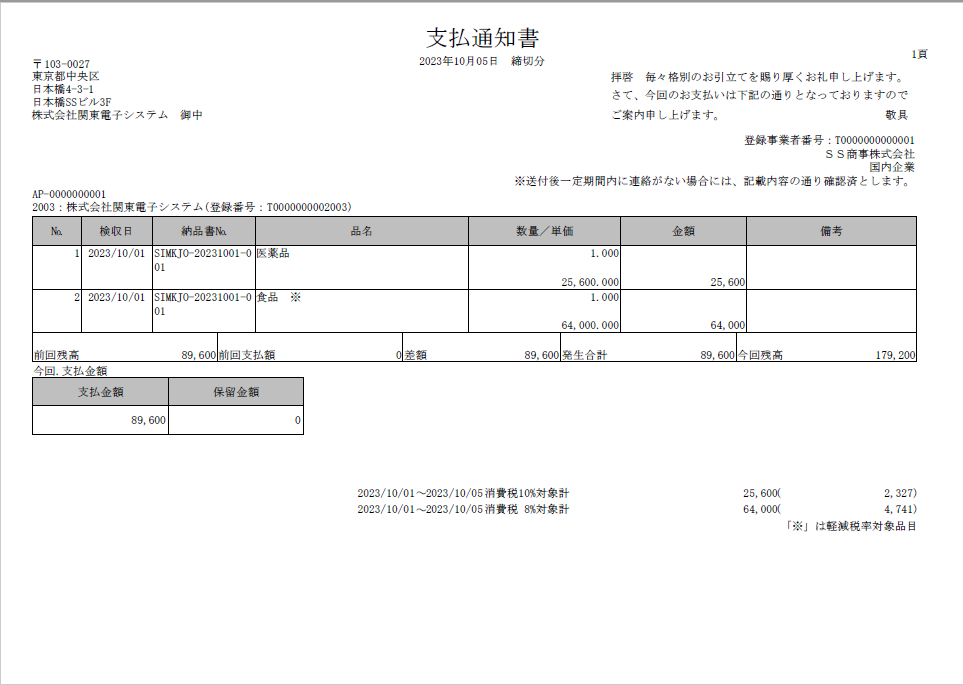 支払通知書
2023年10月05日　締切分
1頁
〒103-0027
東京都中央区
日本橋4-3-1
日本橋SSビル3F
株式会社関東電子システム　御中
拝啓　毎々格別のお引立てを賜り厚くお礼申し上げます。
さて、今回のお支払いは下記の通りとなっておりますので
ご案内申し上げます。　敬具
登録事業者番号：T0000000000001
ＳＳ商事株式会社
国内企業
※送付後一定期間内に連絡がない場合には、記載内容の通り確認済とします。
AP-0000000001
2003：株式会社関東電子システム(登録番号：T0000000002003)
№ 検収日 納品書№ 品名 数量／単価 金額 備考
1 2023/10/01 SIMKJO-20231001-0 医薬品 1.000
01
25,600.000 25,600
2 2023/10/01 SIMKJO-20231001-0 食品　※ 1.000
01
64,000.000 64,000
前回残高 89,600 前回支払額 0 差額 89,600 発生合計 89,600 今回残高 179,200
今回.支払金額
支払金額 保留金額
89,600 0
2023/10/01～2023/10/05消費税10%対象計 25,600( 2,327)
2023/10/01～2023/10/05消費税 8%対象計 64,000( 4,741)
「※」は軽減税率対象品目